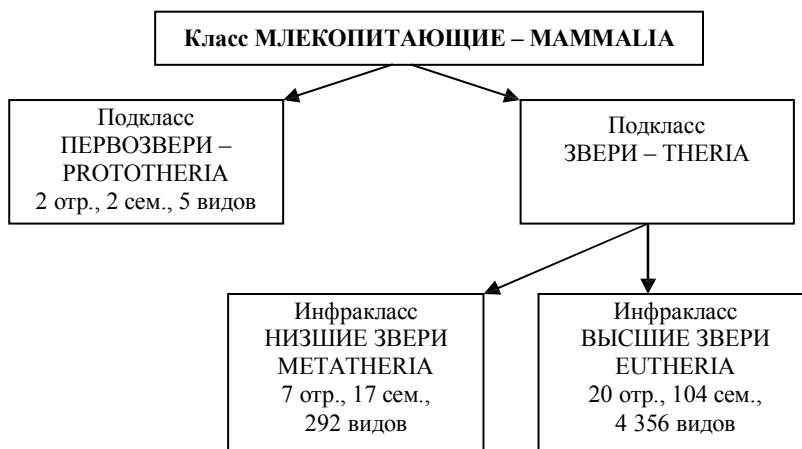 Класс МЛЕКОПИТАЮЩИЕ – MAMMALIA
Подкласс
ПЕРВОЗВЕРИ –
PROTOTHERIA
2 отр., 2 сем., 5 видов
Подкласс
ЗВЕРИ – THERIA
Инфракласс
НИЗШИЕ ЗВЕРИ
METATHERIA
7 отр., 17 сем.,
292 видов
Инфракласс
ВЫСШИЕ ЗВЕРИ
EUTHERIA
20 отр., 104 сем.,
4 356 видов